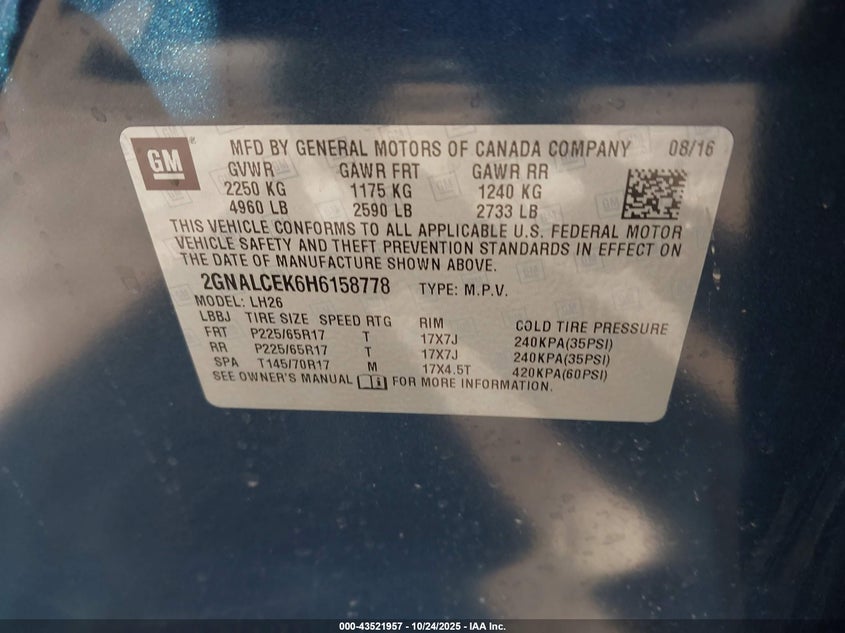 GM
MFD BY GENERAL MOTORS OF CANADA COMPANY 08/16
GVWR GAWR FRT GAWR RR
2250 KG 1175 KG 1240 KG
4960 LB 2590 LB 2733 LB
THIS VEHICLE CONFORMS TO ALL APPLICABLE U.S. FEDERAL MOTOR
VEHICLE SAFETY AND THEFT PREVENTION STANDARDS IN EFFECT ON
THE DATE OF MANUFACTURE SHOWN ABOVE.
2GNALCEK6H6158778 TYPE: M.P.V.
MODEL: LH26
LBBJ TIRE SIZE SPEED RTG RIM COLD TIRE PRESSURE
FRT P225/65R17 T 17X7J 240KPA(35PSI)
RR P225/65R17 T 17X7J 240KPA(35PSI)
SPA T145/70R17 M 17X4.5T 420KPA(60PSI)
SEE OWNER'S MANUAL FOR MORE INFORMATION.
000-43521957 - 10/24/2025 - IAA Inc.